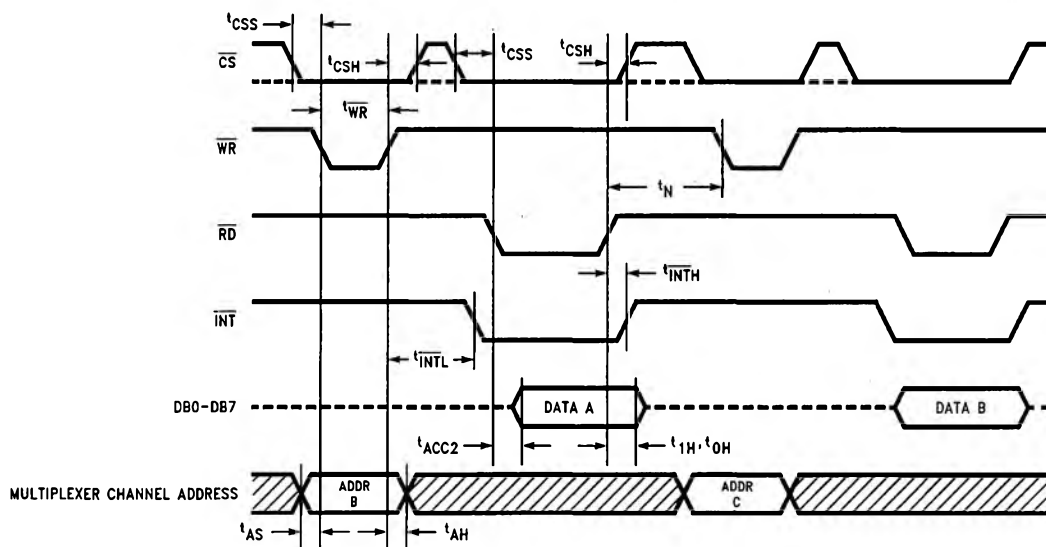 tCSS
CS
tCSH
tCSS
tCSH
tWR
WR
tN
RD
tINTH
INT
tINTL
DB0-DB7
DATA A
DATA B
tACC2
t1H, t0H
MULTIPLEXER CHANNEL ADDRESS
ADDR
B
ADDR
C
tAS
tAH